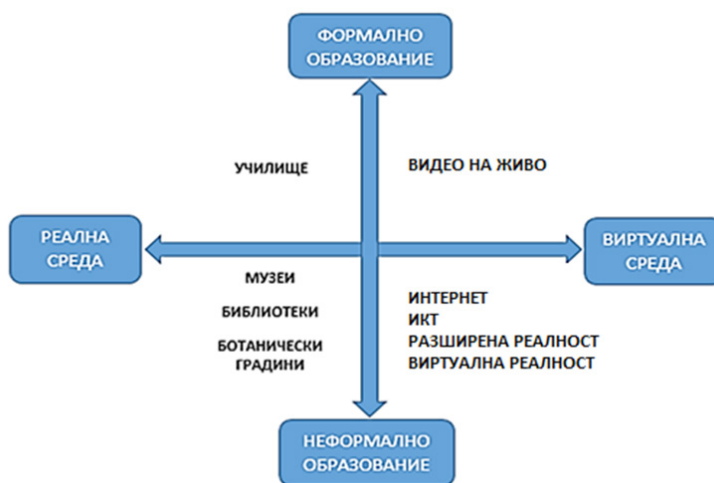 ФОРМАЛНО
ОБРАЗОВАНИЕ
УЧИЛИЩЕ
ВИДЕО НА ЖИВО
РЕАЛНА
СРЕДА
ВИРТУАЛНА
СРЕДА
МУЗЕИ
БИБЛИОТЕКИ
БОТАНИЧЕСКИ
ГРАДИНИ
ИНТЕРНЕТ
ИКТ
РАЗШИРЕНА РЕАЛНОСТ
ВИРТУАЛНА РЕАЛНОСТ
НЕФОРМАЛНО
ОБРАЗОВАНИЕ